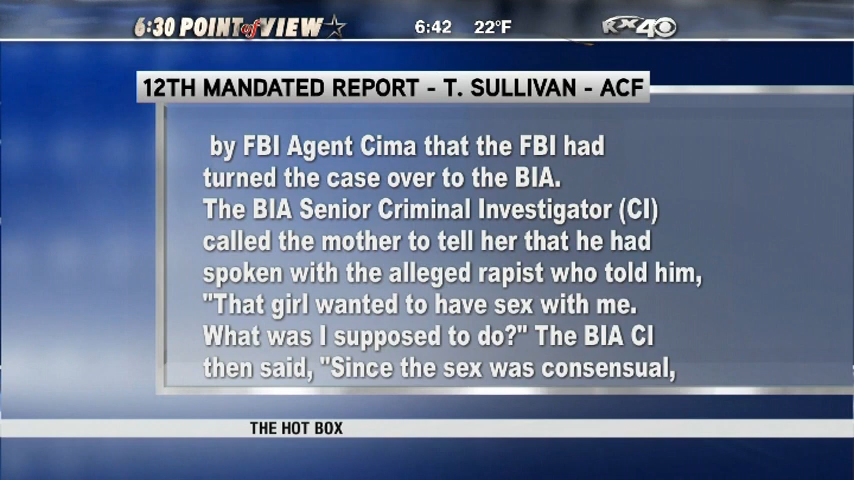 6:30 POINT of VIEW
6:42 22°F
RX40
12TH MANDATED REPORT - T. SULLIVAN - ACF
by FBI Agent Cima that the FBI had
turned the case over to the BIA.
The BIA Senior Criminal Investigator (CI)
called the mother to tell her that he had
spoken with the alleged rapist who told him,
"That girl wanted to have sex with me.
What was I supposed to do?" The BIA CI
then said, "Since the sex was consensual,
THE HOT BOX